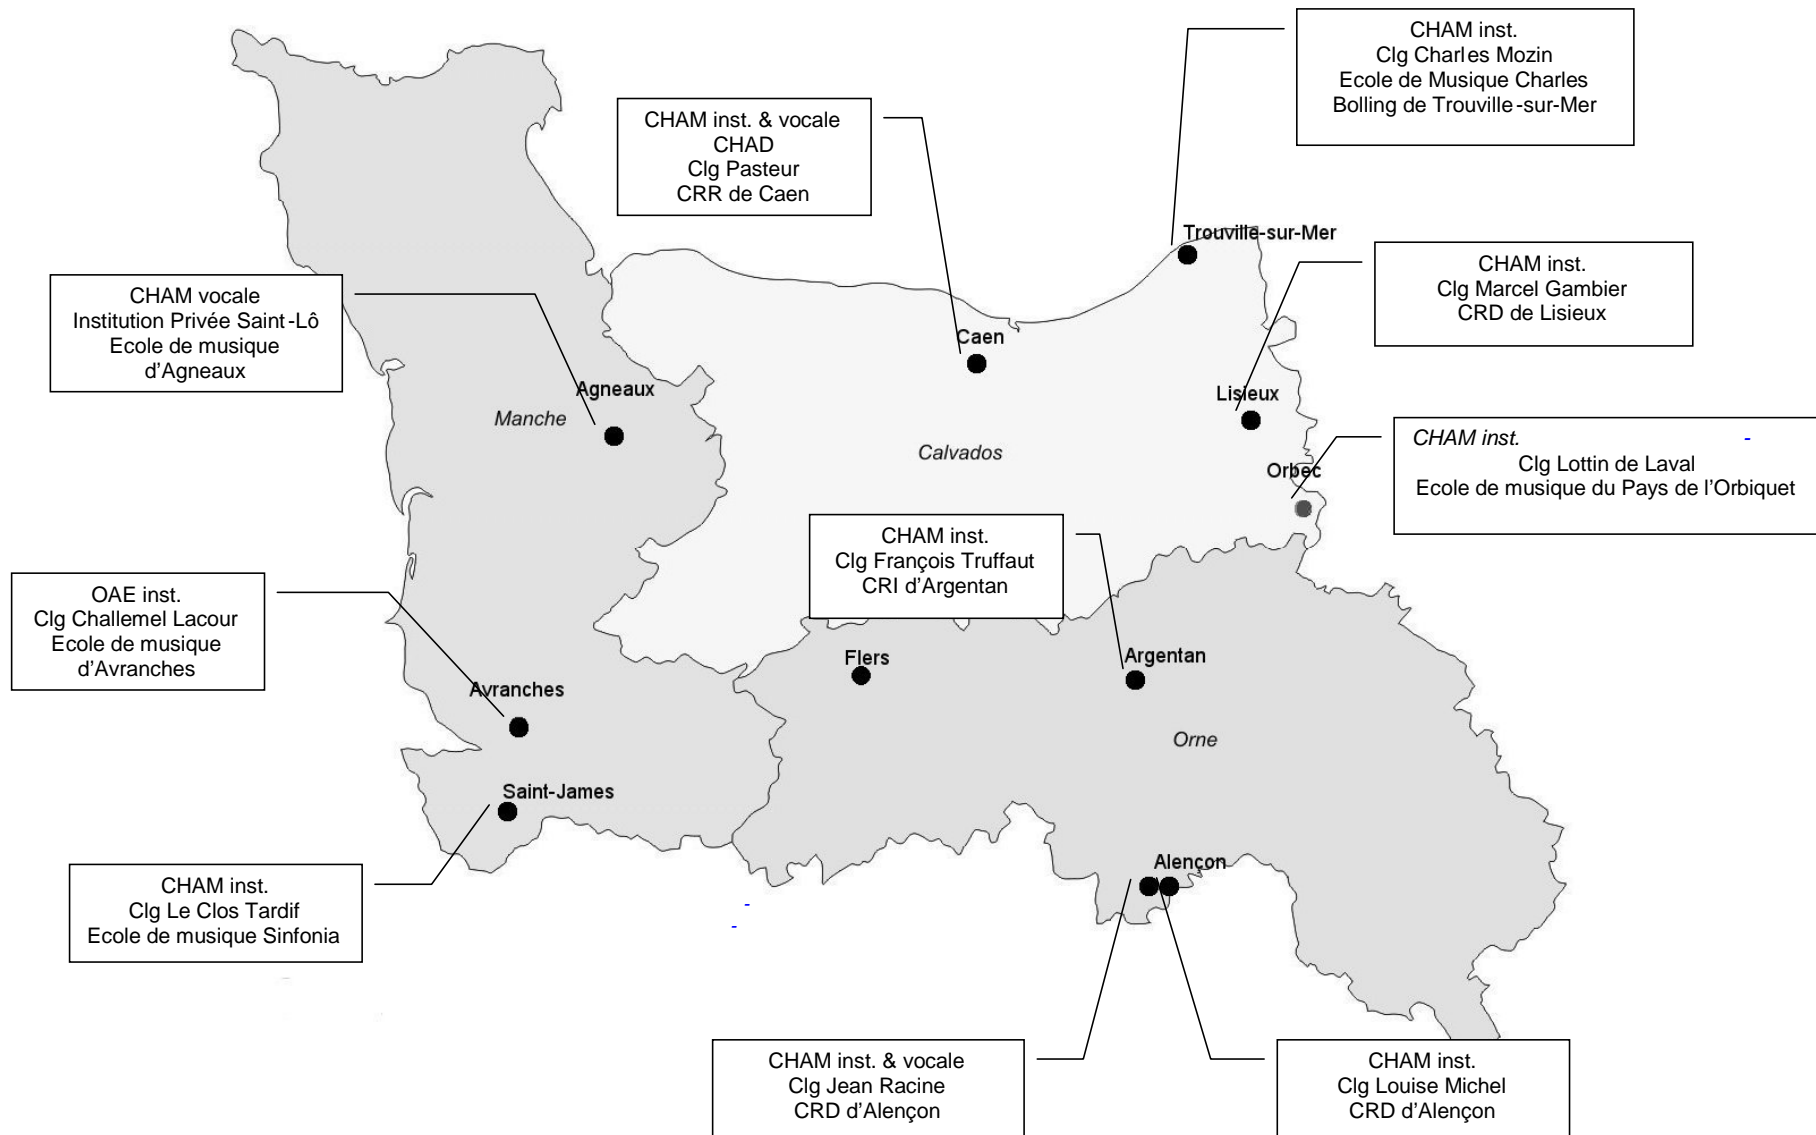 CHAM inst.
Clg Charles Mozin
Ecole de Musique Charles
Bolling de Trouville-sur-Mer
CHAM inst. & vocale
CHAD
Clg Pasteur
CRR de Caen
Trouville-sur-Mer
CHAM inst.
Clg Marcel Gambier
CRD de Lisieux
CHAM vocale
Institution Privée Saint-Lô
Ecole de musique
d’Agneaux
Caen
Agneaux
Lisieux
Manche
Calvados
CHAM inst. -
Clg Lottin de Laval
Ecole de musique du Pays de l’Orbiquet
Orbec
CHAM inst.
Clg François Truffaut
CRI d’Argentan
OAE inst.
Clg Challemel Lacour
Ecole de musique
d’Avranches
Flers
Argentan
Avranches
Orne
Saint-James
CHAM inst.
Clg Le Clos Tardif
Ecole de musique Sinfonia
Alençon
-
-
CHAM inst. & vocale
Clg Jean Racine
CRD d’Alençon
CHAM inst.
Clg Louise Michel
CRD d’Alençon